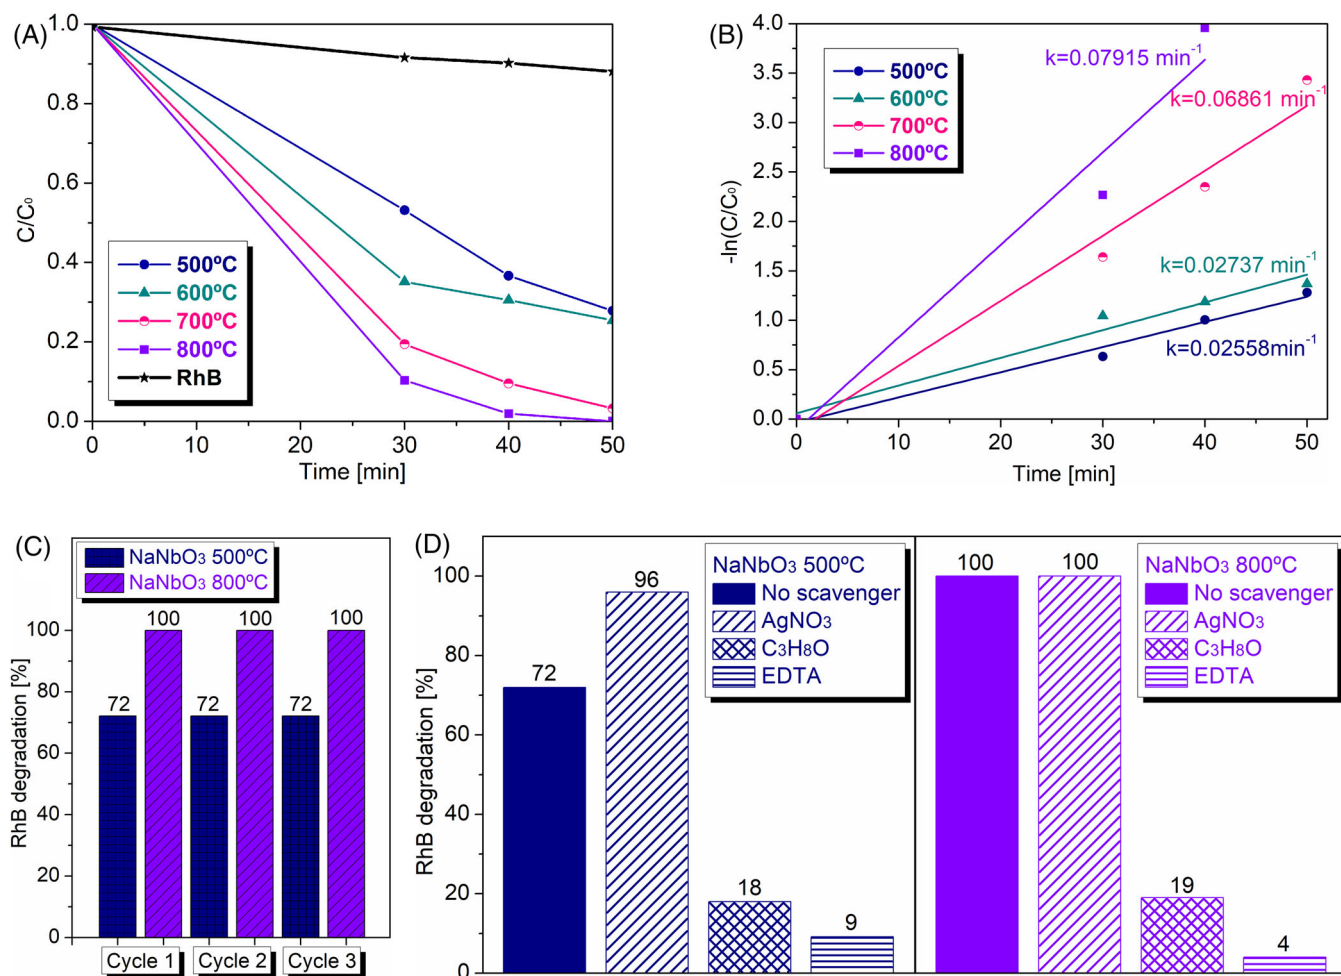 (A)
1.0
0.8
0.6
0.4
0.2
0.0
C/C₀
500ºC
600ºC
700ºC
800ºC
RhB
0 10 20 30 40 50
Time [min]
(B)
4.0
3.5
3.0
2.5
2.0
1.5
1.0
0.5
0.0
-ln(C/C₀)
500ºC
600ºC
700ºC
800ºC
k=0.07915 min⁻¹
k=0.06861 min⁻¹
k=0.02737 min⁻¹
k=0.02558min⁻¹
0 10 20 30 40 50
Time [min]
(C)
NaNbO₃ 500ºC
NaNbO₃ 800ºC
100
80
60
40
20
0
RhB degradation [%]
72 100 72 100 72 100
Cycle 1 Cycle 2 Cycle 3
(D)
100
80
60
40
20
0
RhB degradation [%]
NaNbO₃ 500ºC
No scavenger
AgNO₃
C₃H₈O
EDTA
72 96 18 9
NaNbO₃ 800ºC
No scavenger
AgNO₃
C₃H₈O
EDTA
100 100 19 4